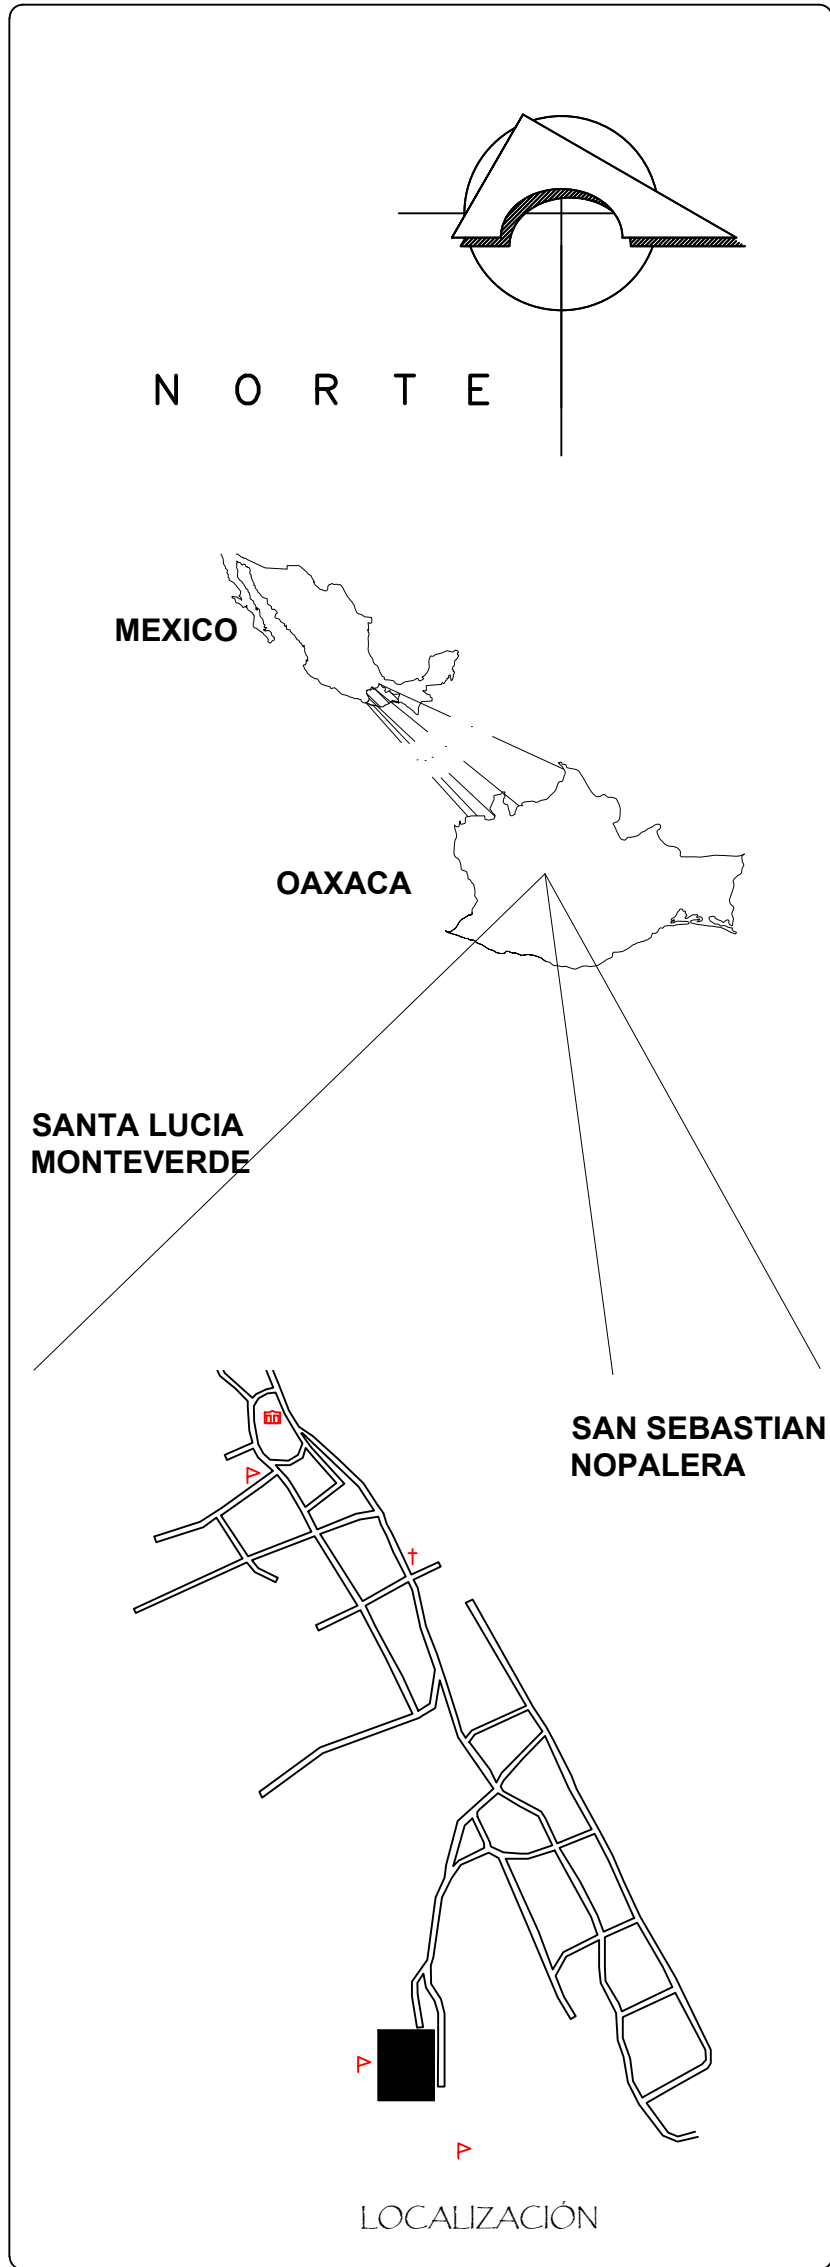 N O R T E
MEXICO
OAXACA
SANTA LUCIA
MONTEVERDE
SAN SEBASTIAN
NOPALERA
LOCALIZACIÓN